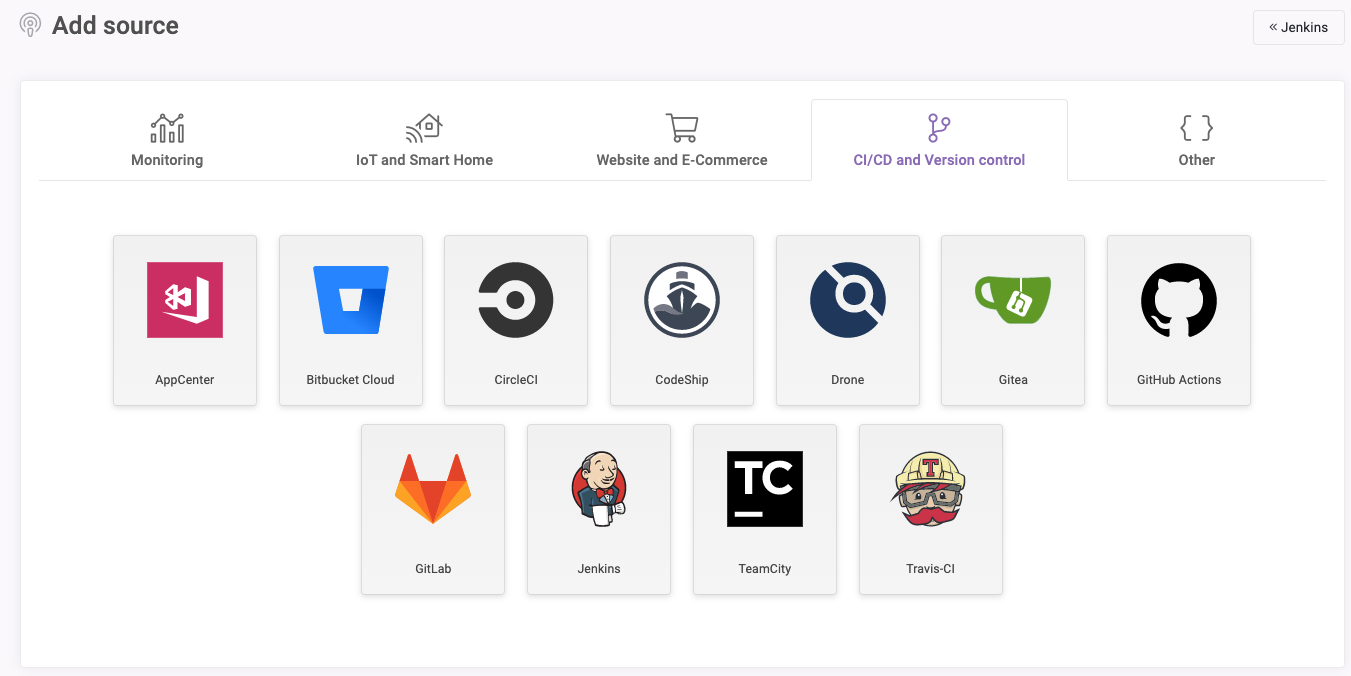 Add source
« Jenkins
Monitoring
IoT and Smart Home
Website and E-Commerce
CI/CD and Version control
Other
AppCenter
Bitbucket Cloud
CircleCI
CodeShip
Drone
Gitea
GitHub Actions
TC
T
GitLab
Jenkins
TeamCity
Travis-CI